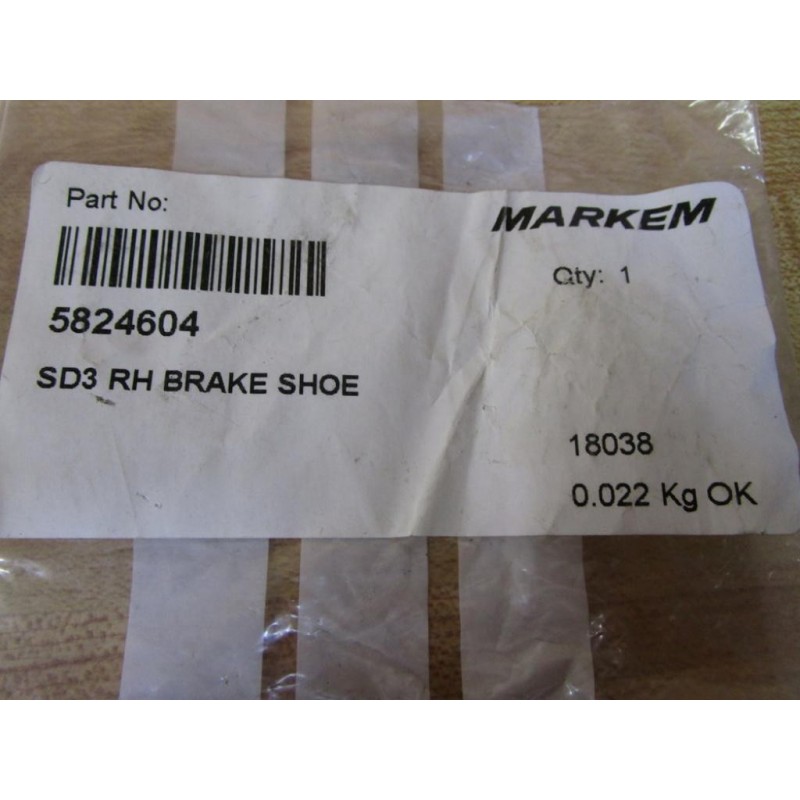 Part No:
MARKEM
Qty: 1
5824604
SD3 RH BRAKE SHOE
18038
0.022 Kg OK